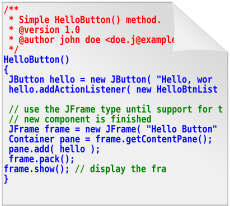 /**
 * Simple HelloButton() method.
 * @version 1.0
 * @author john doe <doe.j@example
 */
HelloButton()
{
 JButton hello = new JButton( "Hello, wor
 hello.addActionListener( new HelloBtnList

 // use the JFrame type until support for t
 // new component is finished
 JFrame frame = new JFrame( "Hello Button"
 Container pane = frame.getContentPane();
 pane.add( hello );
 frame.pack();
frame.show(); // display the fra
}